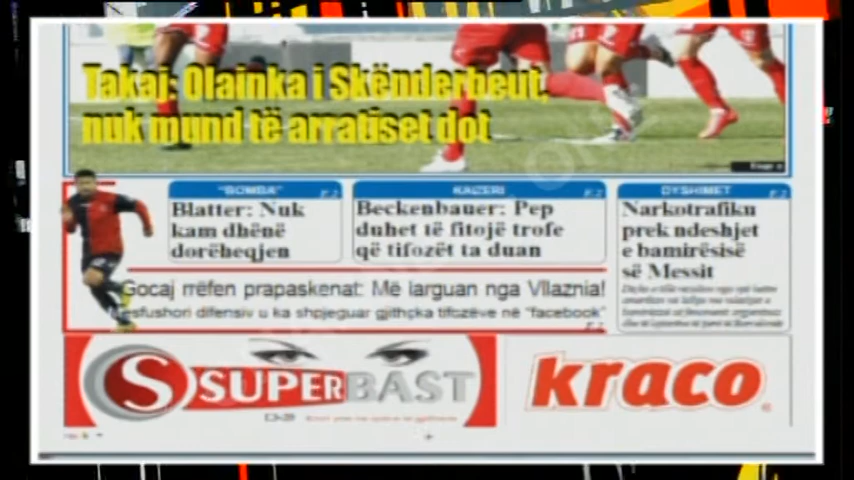 Takaj: Olainka i Skënderbeut,
nuk mund të arratiset dot
"BOMBA"
Blatter: Nuk
kam dhënë
dorëheqjen
KAIZERI
Beckenbauer: Pep
duhet të fitojë trofe
që tifozët ta duan
DYSHIMET
Narkotrafiku
prek ndeshjet
e bamirësisë
së Messit
Gocaj rrëfen prapaskenat: Më larguan nga Vllaznia!
Mesfushori difensiv u ka shpjeguar gjithçka tifozëve në "facebook"
S SUPERBAST
kraco